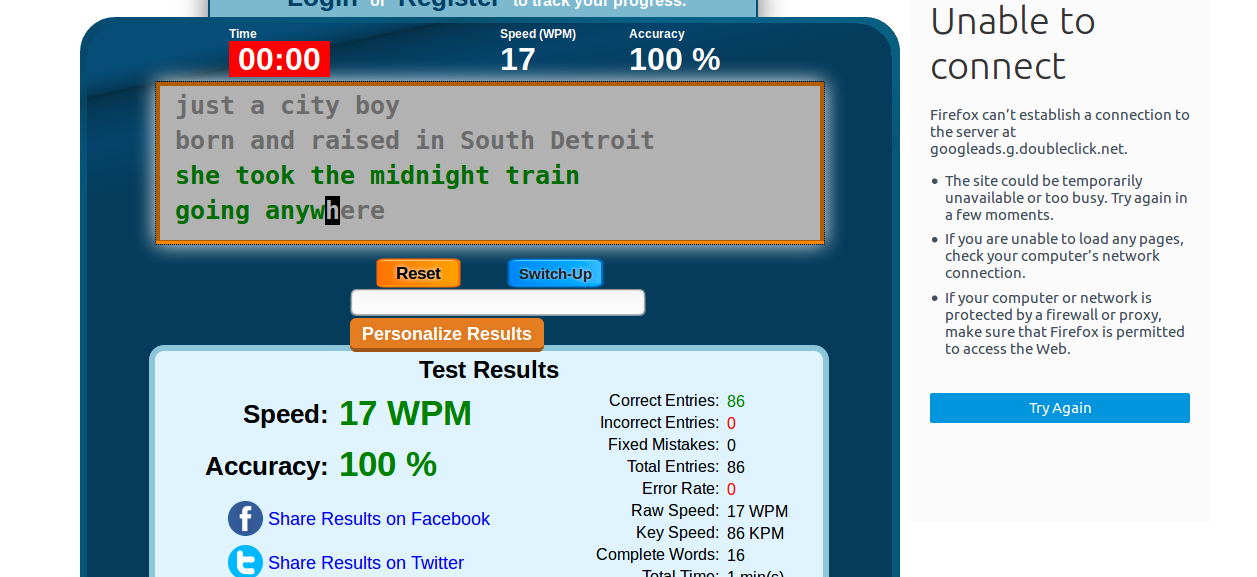 Login or Register to track your progress.
Time
00:00
Speed (WPM)
17
Accuracy
100 %
just a city boy
born and raised in South Detroit
she took the midnight train
going anywhere
Reset
Switch-Up
Personalize Results
Test Results
Speed: 17 WPM
Accuracy: 100 %
Share Results on Facebook
Share Results on Twitter
Correct Entries: 86
Incorrect Entries: 0
Fixed Mistakes: 0
Total Entries: 86
Error Rate: 0
Raw Speed: 17 WPM
Key Speed: 86 KPM
Complete Words: 16
Total Time: 1 min(s)
Unable to
connect
Firefox can’t establish a connection to
the server at
googleads.g.doubleclick.net.
• The site could be temporarily
unavailable or too busy. Try again in
a few moments.
• If you are unable to load any pages,
check your computer’s network
connection.
• If your computer or network is
protected by a firewall or proxy,
make sure that Firefox is permitted
to access the Web.
Try Again